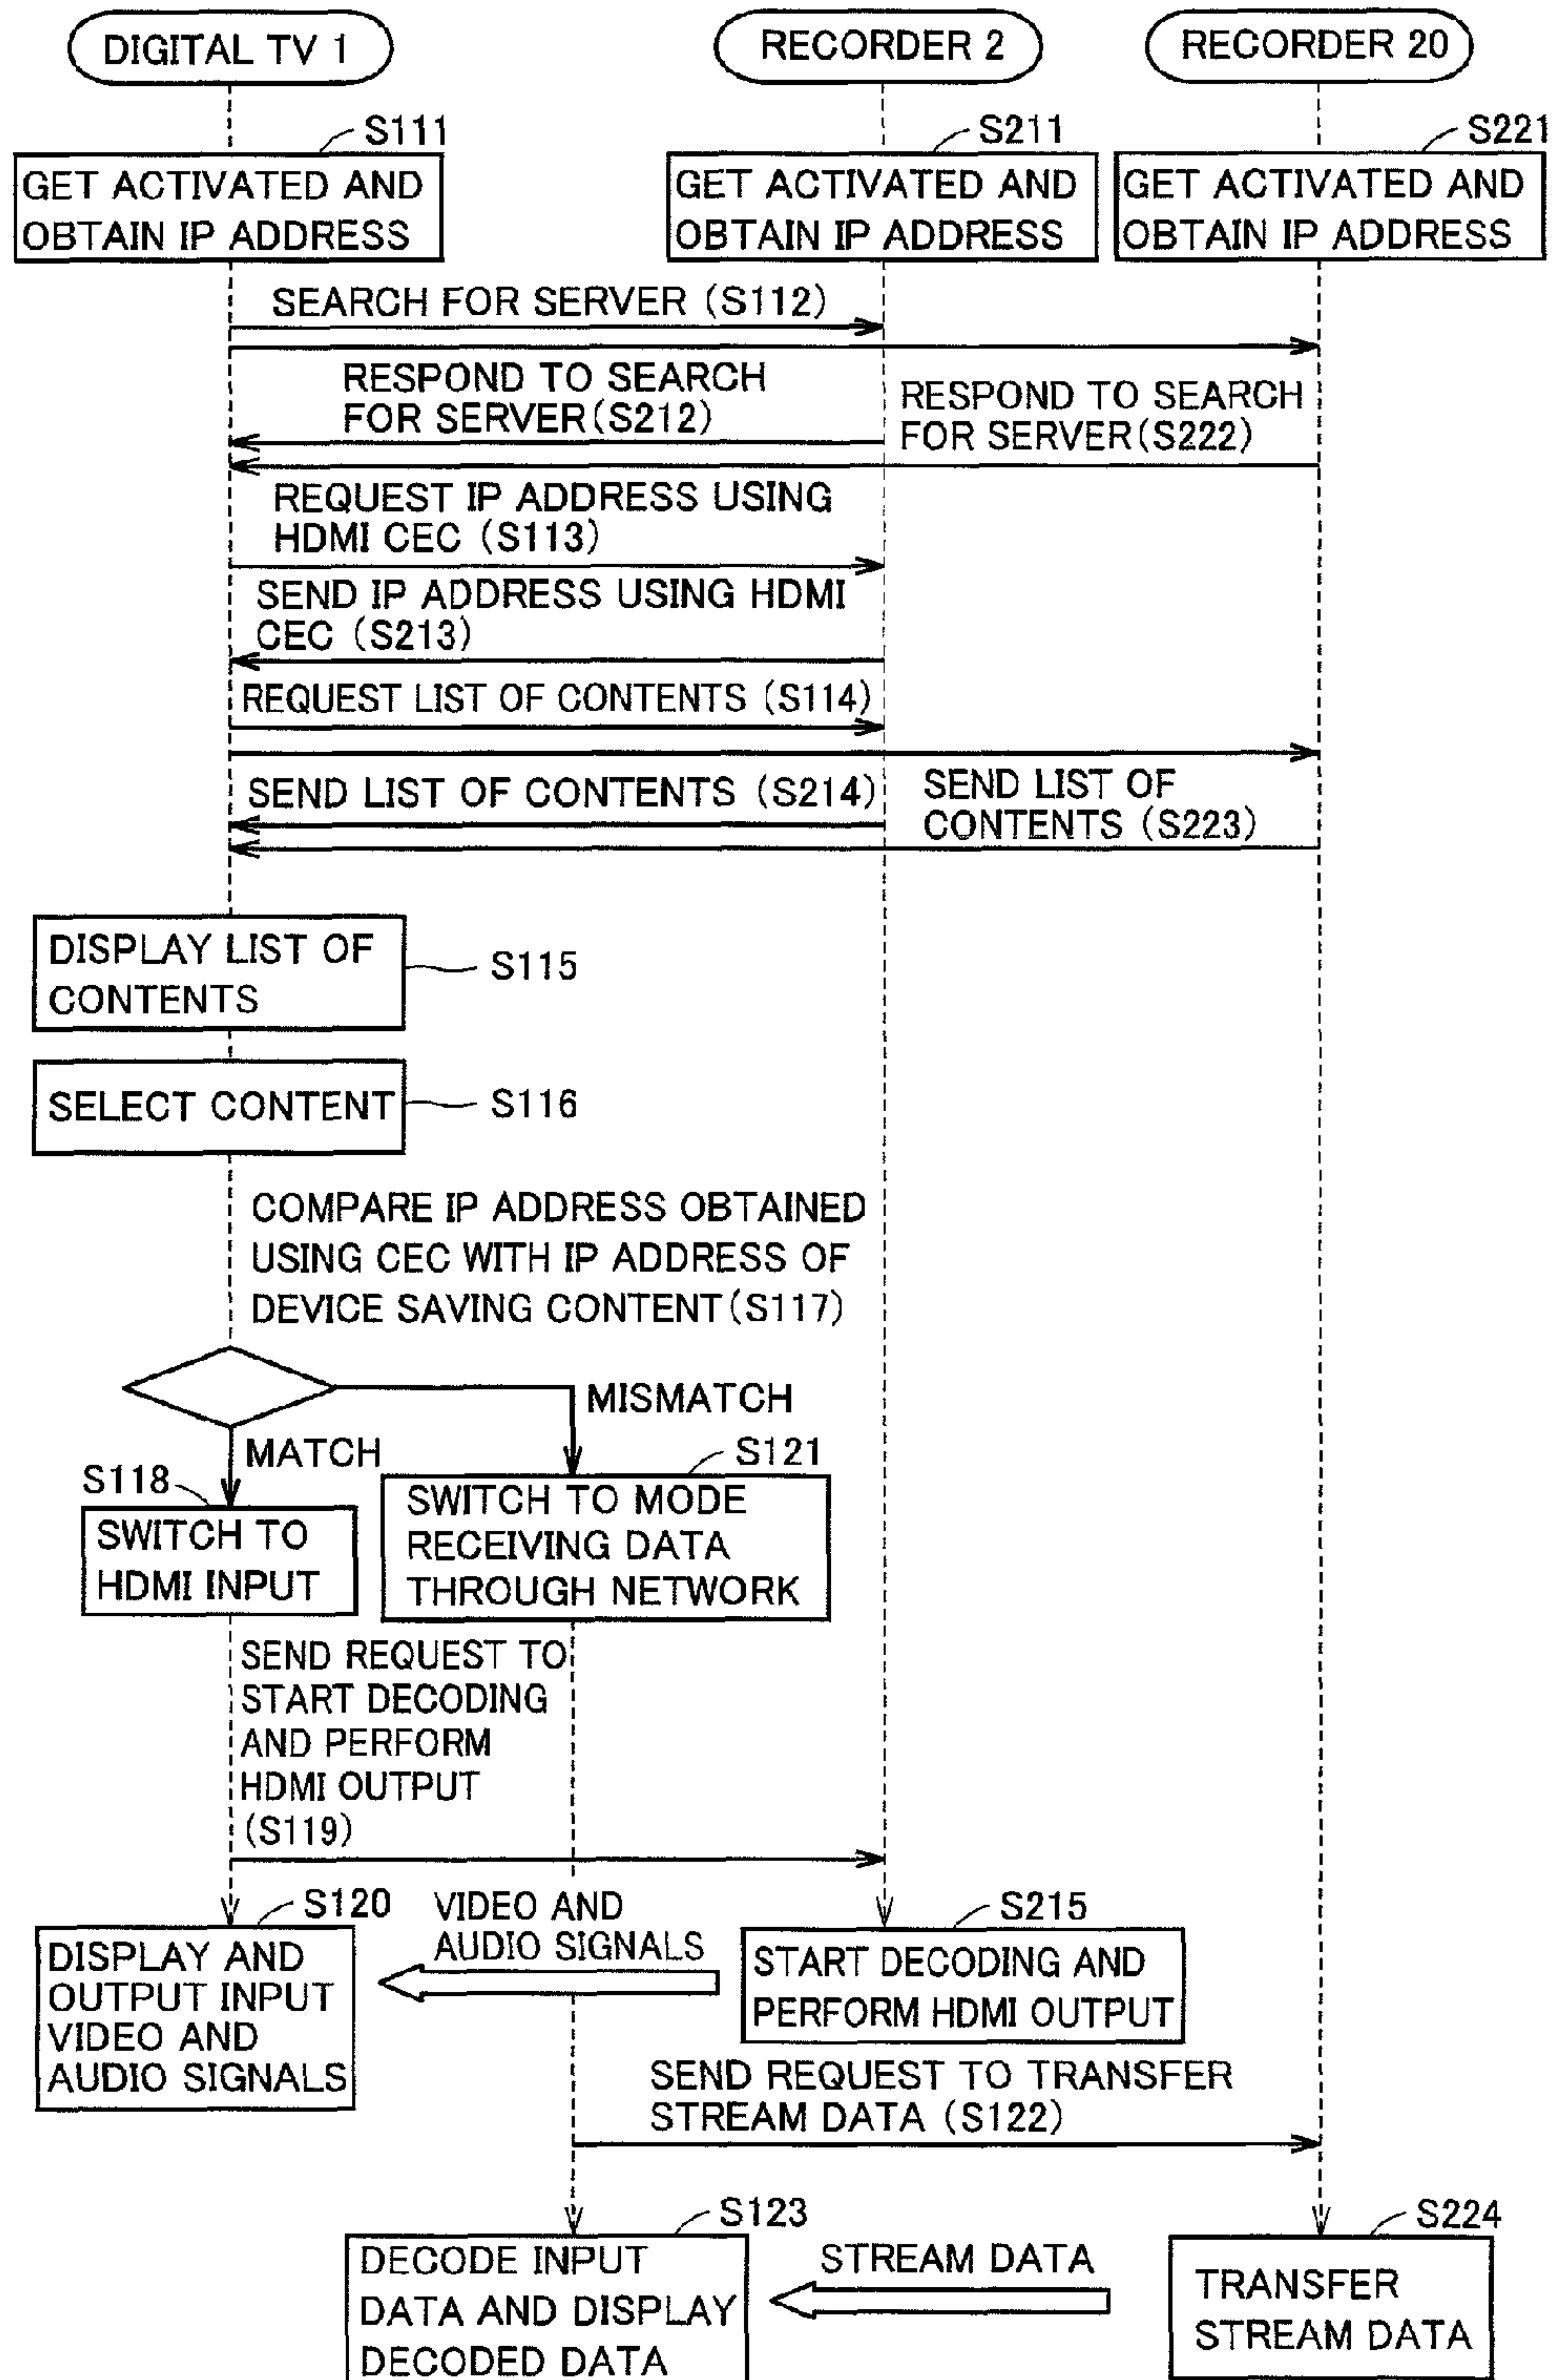 DIGITAL TV 1
RECORDER 2
RECORDER 20
S111
S211
S221
GET ACTIVATED AND
OBTAIN IP ADDRESS
GET ACTIVATED AND
OBTAIN IP ADDRESS
GET ACTIVATED AND
OBTAIN IP ADDRESS
SEARCH FOR SERVER (S112)
RESPOND TO SEARCH
FOR SERVER(S212)
RESPOND TO SEARCH
FOR SERVER(S222)
REQUEST IP ADDRESS USING
HDMI CEC (S113)
SEND IP ADDRESS USING HDMI
CEC (S213)
REQUEST LIST OF CONTENTS (S114)
SEND LIST OF CONTENTS (S214)
SEND LIST OF
CONTENTS (S223)
DISPLAY LIST OF
CONTENTS
S115
SELECT CONTENT
S116
COMPARE IP ADDRESS OBTAINED
USING CEC WITH IP ADDRESS OF
DEVICE SAVING CONTENT(S117)
MISMATCH
MATCH
S118
S121
SWITCH TO
HDMI INPUT
SWITCH TO MODE
RECEIVING DATA
THROUGH NETWORK
SEND REQUEST TO
START DECODING
AND PERFORM
HDMI OUTPUT
(S119)
S120
DISPLAY AND
OUTPUT INPUT
VIDEO AND
AUDIO SIGNALS
VIDEO AND
AUDIO SIGNALS
S215
START DECODING AND
PERFORM HDMI OUTPUT
SEND REQUEST TO TRANSFER
STREAM DATA (S122)
S123
DECODE INPUT
DATA AND DISPLAY
DECODED DATA
STREAM DATA
S224
TRANSFER
STREAM DATA